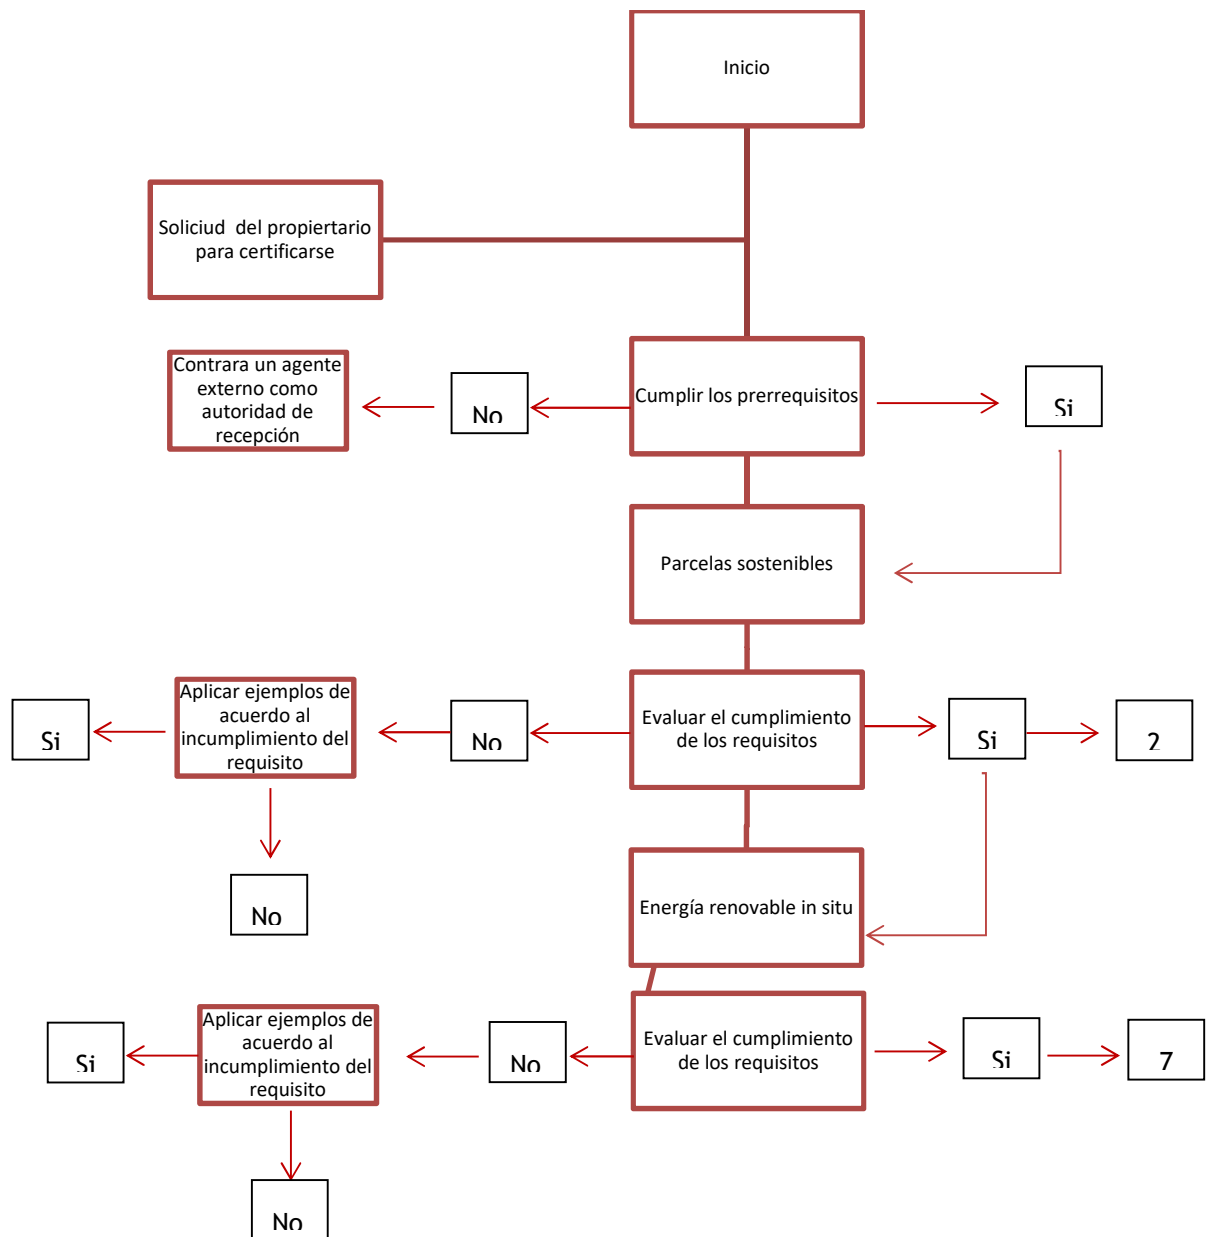 Inicio
Soliciud del propiertario
para certificarse
Contrara un agente
externo como
autoridad de
recepción
No
Cumplir los prerrequisitos
Si
Parcelas sostenibles
Si
Aplicar ejemplos de
acuerdo al
incumplimiento del
requisito
No
Evaluar el cumplimiento
de los requisitos
Si
2
No
Energía renovable in situ
Si
Aplicar ejemplos de
acuerdo al
incumplimiento del
requisito
No
Evaluar el cumplimiento
de los requisitos
Si
7
No